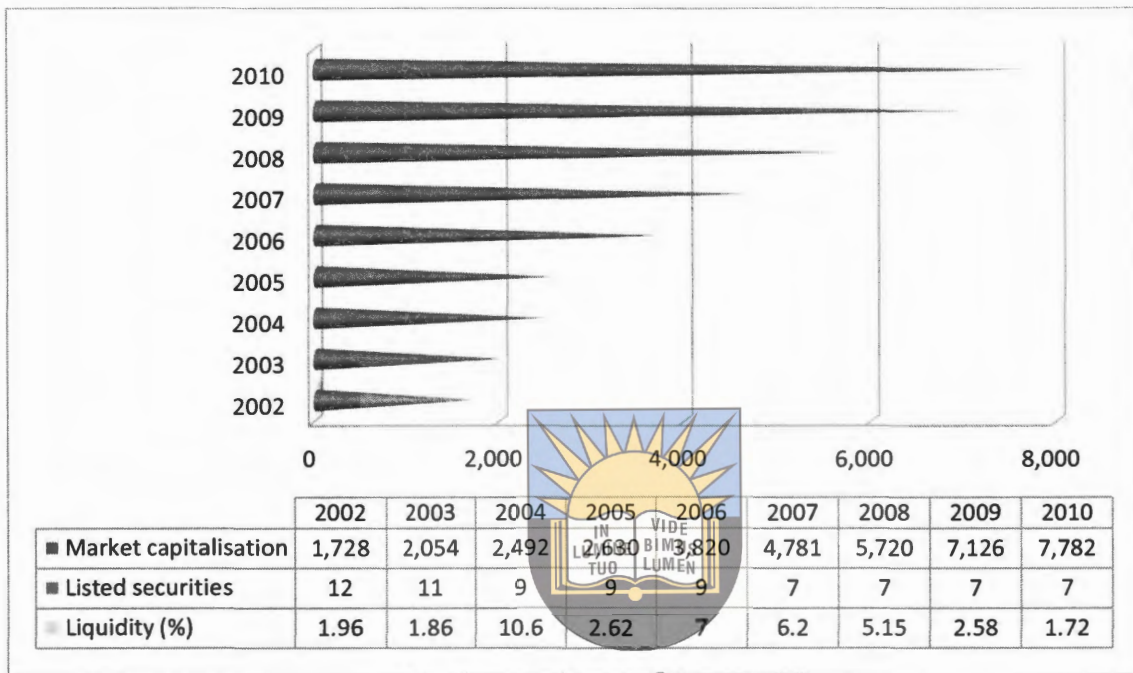 2010
2009
2008
2007
2006
2005
2004
2003
2002
0 2,000 4,000 6,000 8,000
2002 2003 2004 2005 2006 2007 2008 2009 2010
Market capitalisation 1,728 2,054 2,492 2,630 3,820 4,781 5,720 7,126 7,782
Listed securities 12 11 9 9 9 7 7 7 7
Liquidity (%) 1.96 1.86 10.6 2.62 7 6.2 5.15 2.58 1.72
IN
TUO
VIDE
LUMEN